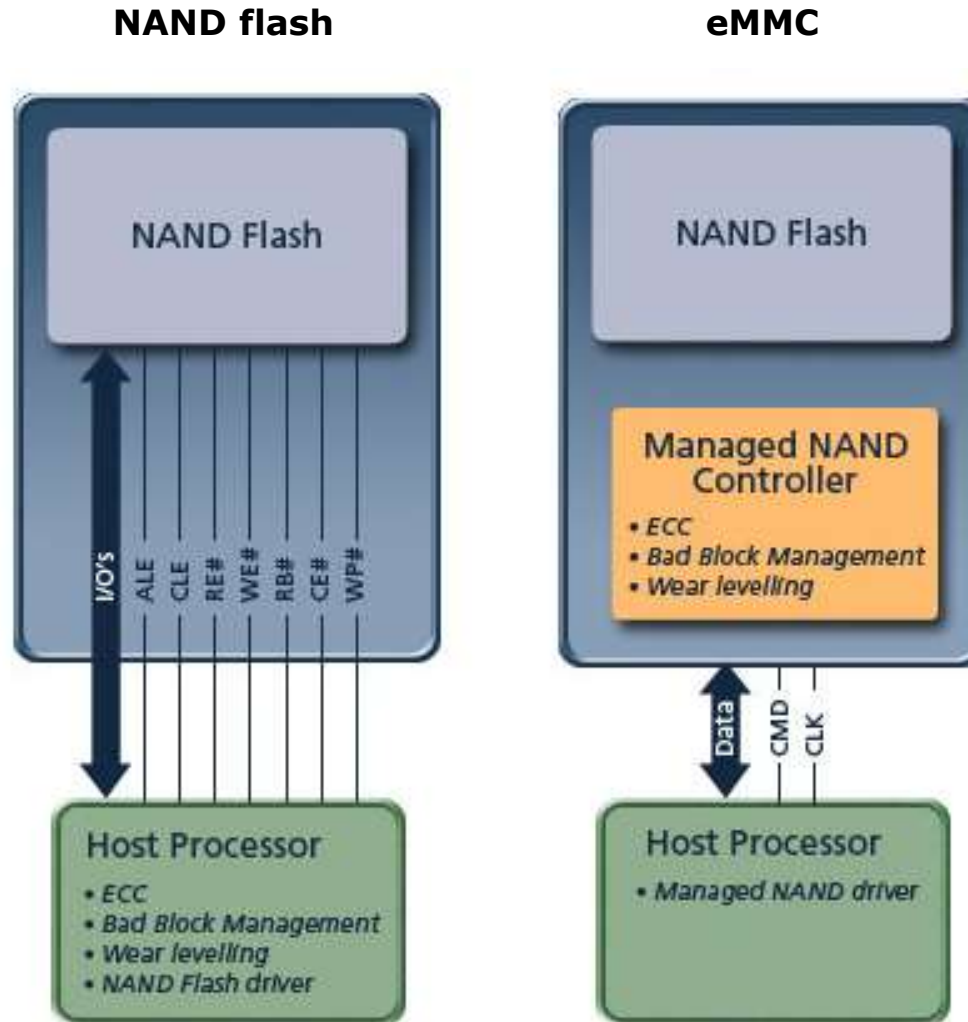 NAND flash
NAND Flash
I/O's
ALE
CLE
RE#
WE#
RB#
CE#
WP#
Host Processor
• ECC
• Bad Block Management
• Wear levelling
• NAND Flash driver
eMMC
NAND Flash
Managed NAND
Controller
• ECC
• Bad Block Management
• Wear levelling
Data
CMD
CLK
Host Processor
• Managed NAND driver